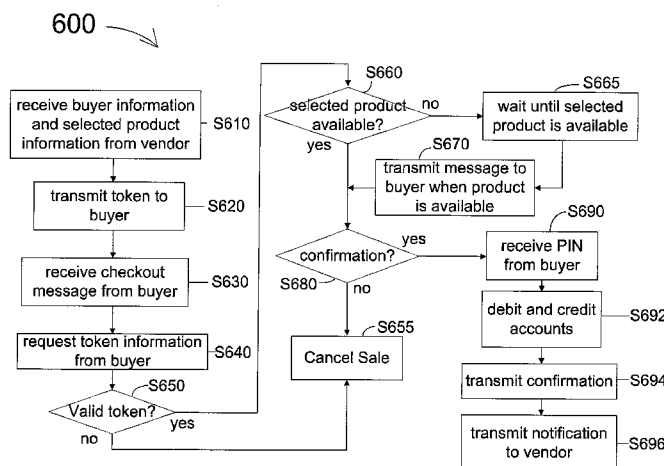 600
receive buyer information
and selected product
information from vendor
S610
transmit token to
buyer
S620
receive checkout
message from buyer
S630
request token information
from buyer
S640
S650
Valid token?
yes
no
S660
selected product
available?
no
yes
S665
wait until selected
product is available
S670
transmit message to
buyer when product
is available
confirmation?
yes
S680
no
S655
Cancel Sale
S690
receive PIN
from buyer
debit and credit
accounts
S692
transmit confirmation
S694
transmit notification
to vendor
S696